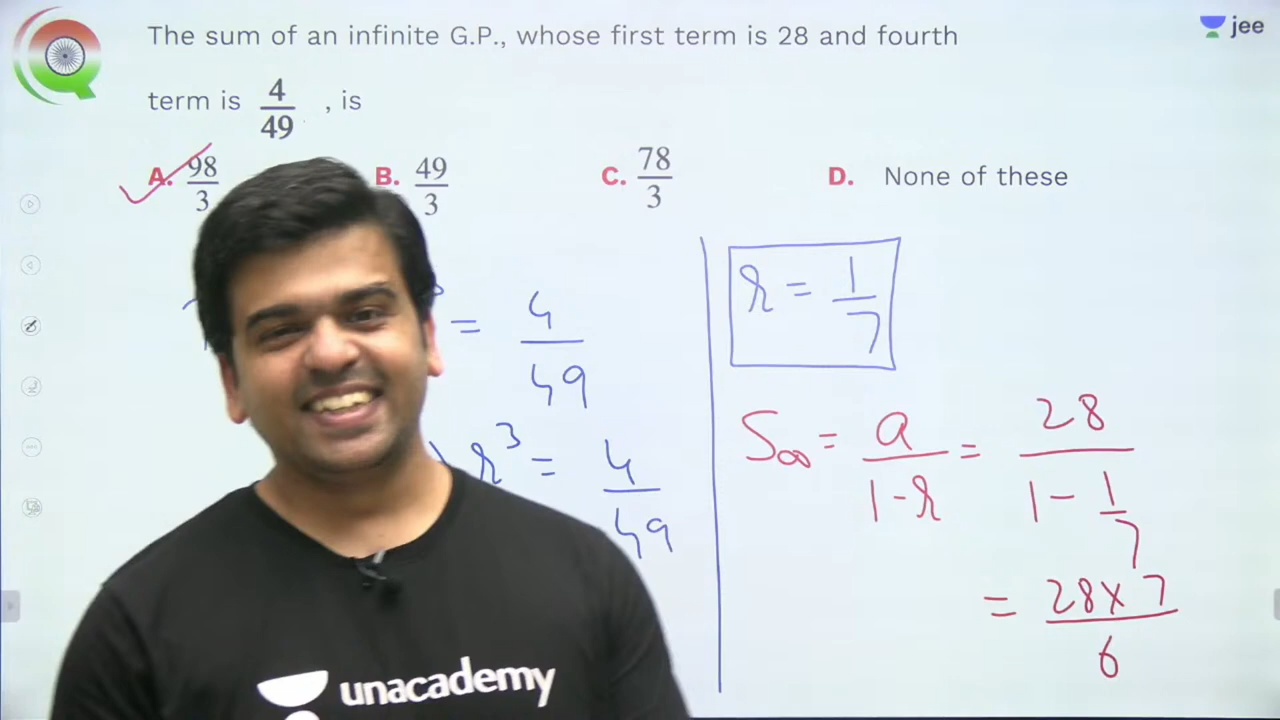 The sum of an infinite G.P., whose first term is 28 and fourth
term is 4/49 , is
A. 98/3 B. 49/3 C. 78/3 D. None of these
jee
= 4/49
r³ = 4/49
r = 1/7
S∞ = a/1-r = 28/1-1/7
= 28×7/6
unacademy